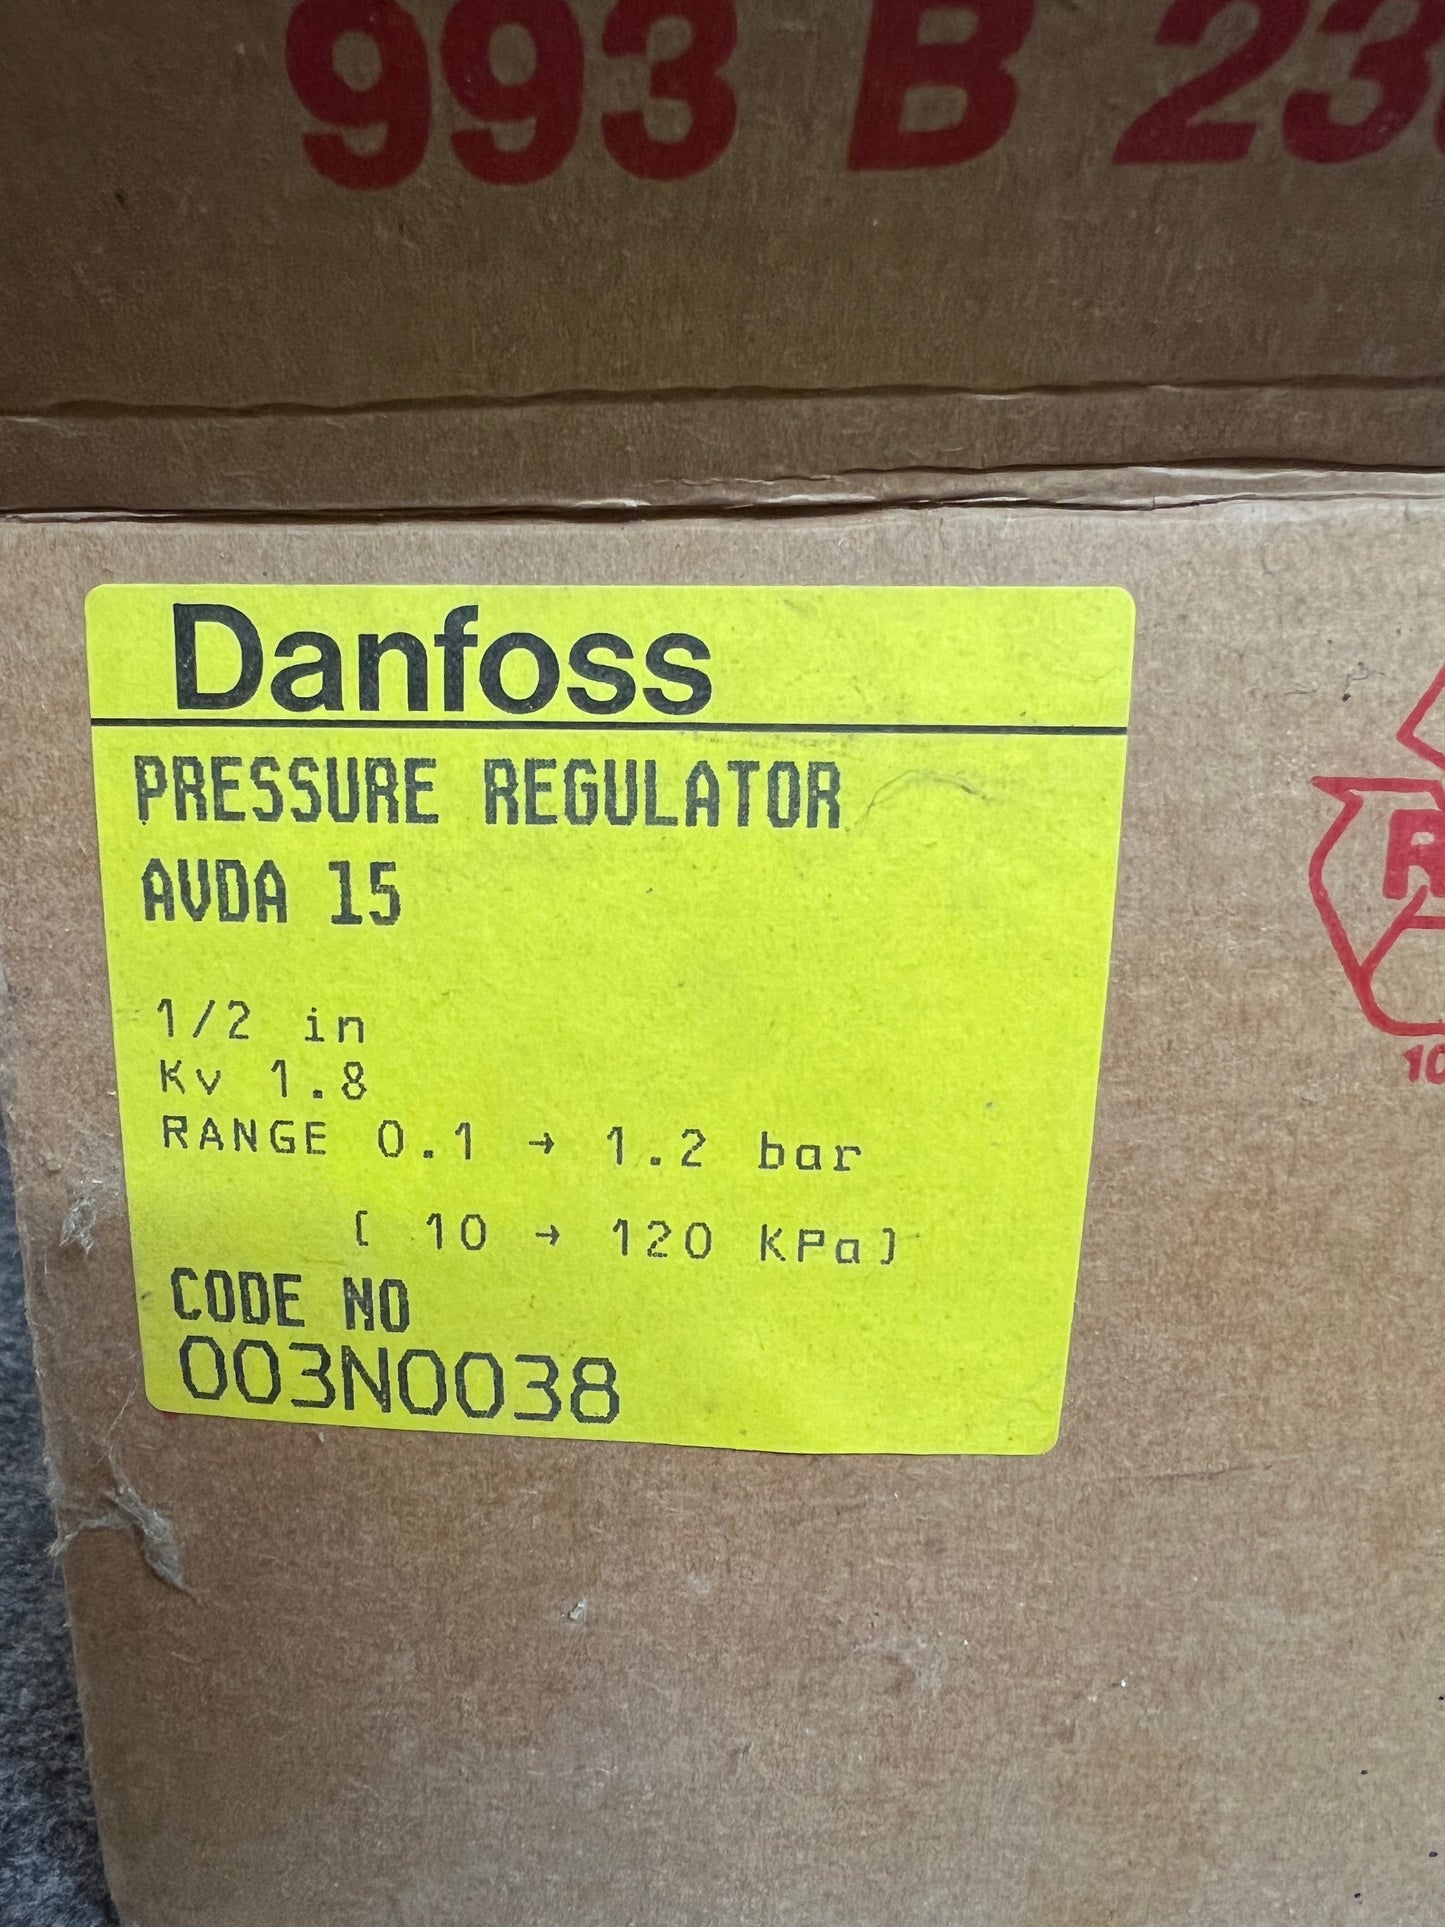 993 B 23
Danfoss
PRESSURE REGULATOR
AVDA 15
1/2 in
Kv 1.8
RANGE 0.1 → 1.2 bar
[ 10 → 120 KPa]
CODE NO
003N0038